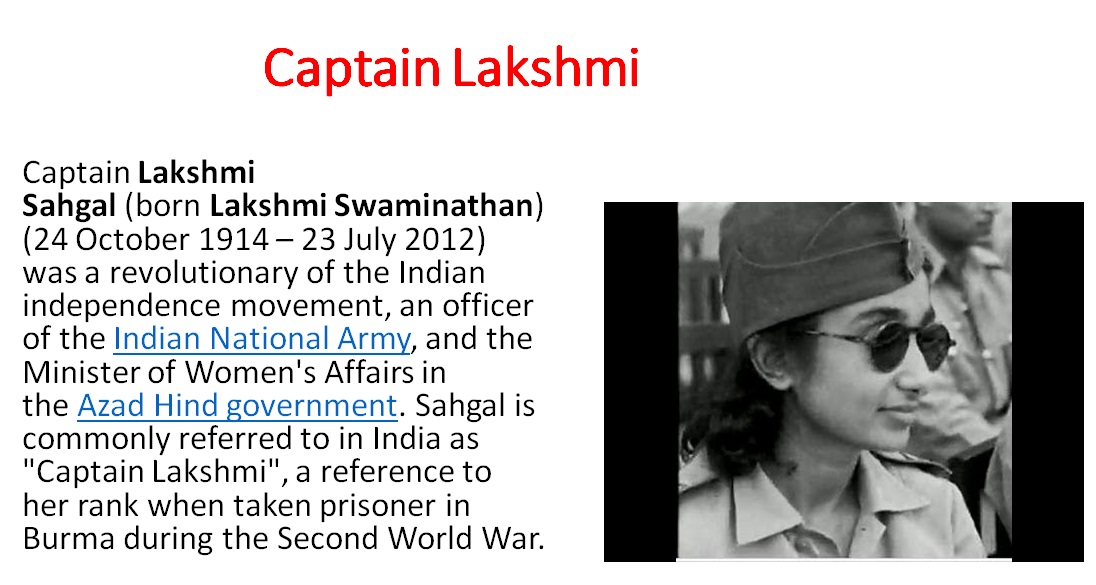 Captain Lakshmi
Captain Lakshmi
Sahgal (born Lakshmi Swaminathan)
(24 October 1914 – 23 July 2012)
was a revolutionary of the Indian
independence movement, an officer
of the Indian National Army, and the
Minister of Women's Affairs in
the Azad Hind government. Sahgal is
commonly referred to in India as
"Captain Lakshmi", a reference to
her rank when taken prisoner in
Burma during the Second World War.